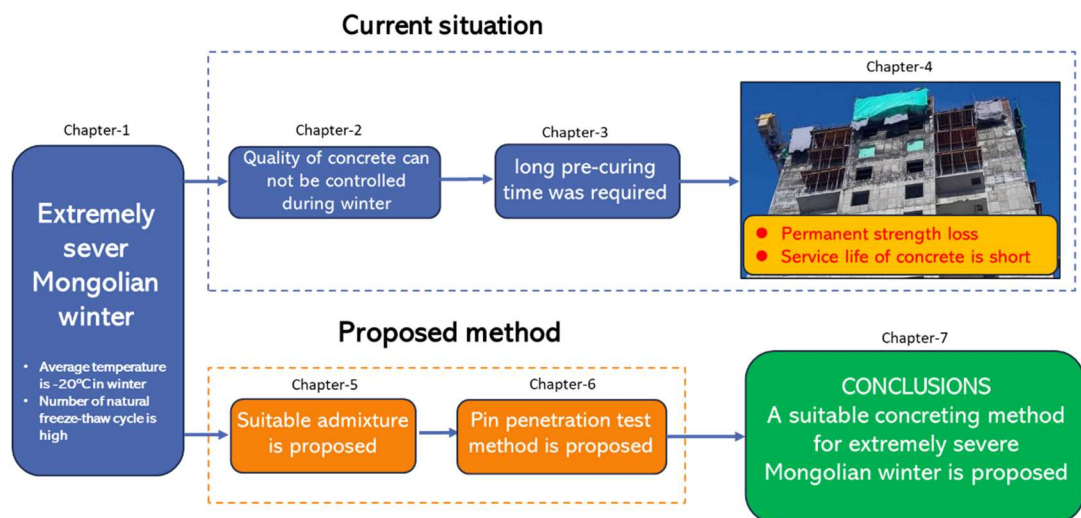 Current situation
Chapter-1
Extremely
sever
Mongolian
winter
• Average temperature
is -20ºC in winter
• Number of natural
freeze-thaw cycle is
high
Chapter-2
Quality of concrete can
not be controlled
during winter
Chapter-3
long pre-curing
time was required
Chapter-4
• Permanent strength loss
• Service life of concrete is short
Proposed method
Chapter-5
Suitable admixture
is proposed
Chapter-6
Pin penetration test
method is proposed
Chapter-7
CONCLUSIONS
A suitable concreting method
for extremely severe
Mongolian winter is proposed